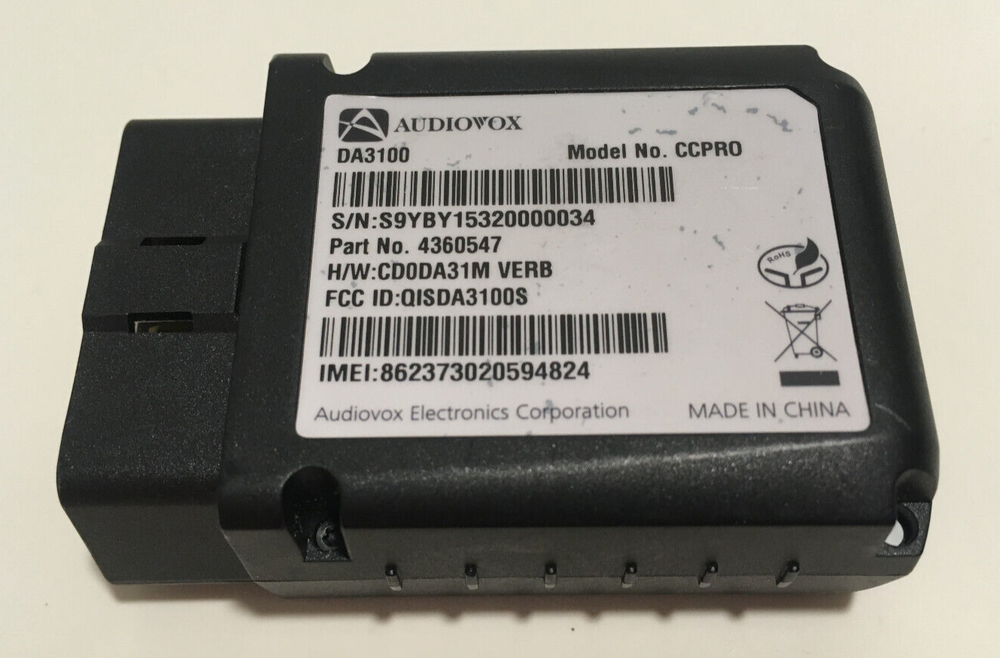 AUDIOVOX
DA3100 Model No. CCPRO
S/N:S9YBY15320000034
Part No. 4360547
H/W:CD0DA31M VERB
FCC ID:QISDA3100S
RoHS
IMEI:862373020594824
Audiovox Electronics Corporation MADE IN CHINA